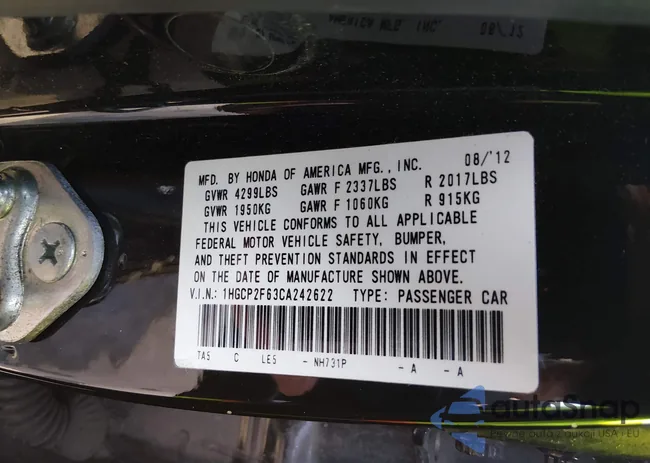 MFD. BY HONDA OF AMERICA MFG., INC. 08/'12
GVWR 4299LBS GAWR F 2337LBS R 2017LBS
GVWR 1950KG GAWR F 1060KG R 915KG
THIS VEHICLE CONFORMS TO ALL APPLICABLE
FEDERAL MOTOR VEHICLE SAFETY, BUMPER,
AND THEFT PREVENTION STANDARDS IN EFFECT
ON THE DATE OF MANUFACTURE SHOWN ABOVE.
V.I.N.: 1HGCP2F63CA242622 TYPE: PASSENGER CAR
TA5 C LE5 - NH731P - A - A
autoSnap